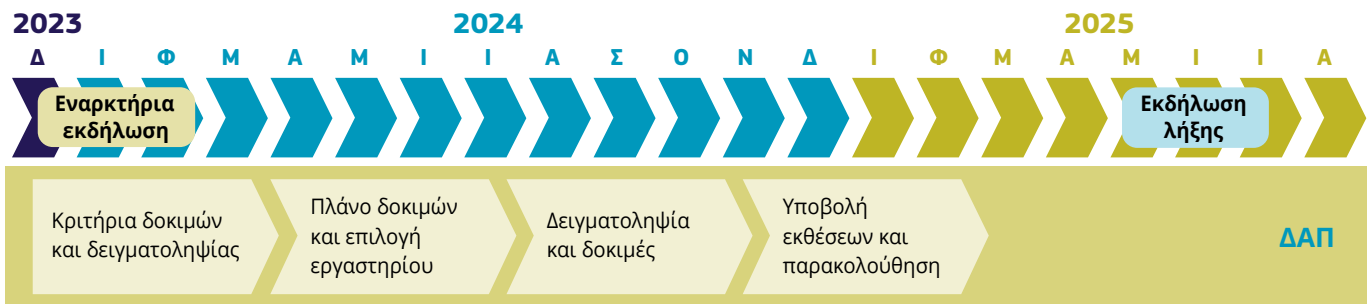 2023 2024 2025
Δ Ι Φ Μ Α Μ Ι Ι Α Σ Ο Ν Δ Ι Φ Μ Α Μ Ι Ι Α
Εναρκτήρια
εκδήλωση
Εκδήλωση
λήξης
Κριτήρια δοκιμών
και δειγματοληψίας
Πλάνο δοκιμών
και επιλογή
εργαστηρίου
Δειγματοληψία
και δοκιμές
Υποβολή
εκθέσεων και
παρακολούθηση
ΔΑΠ